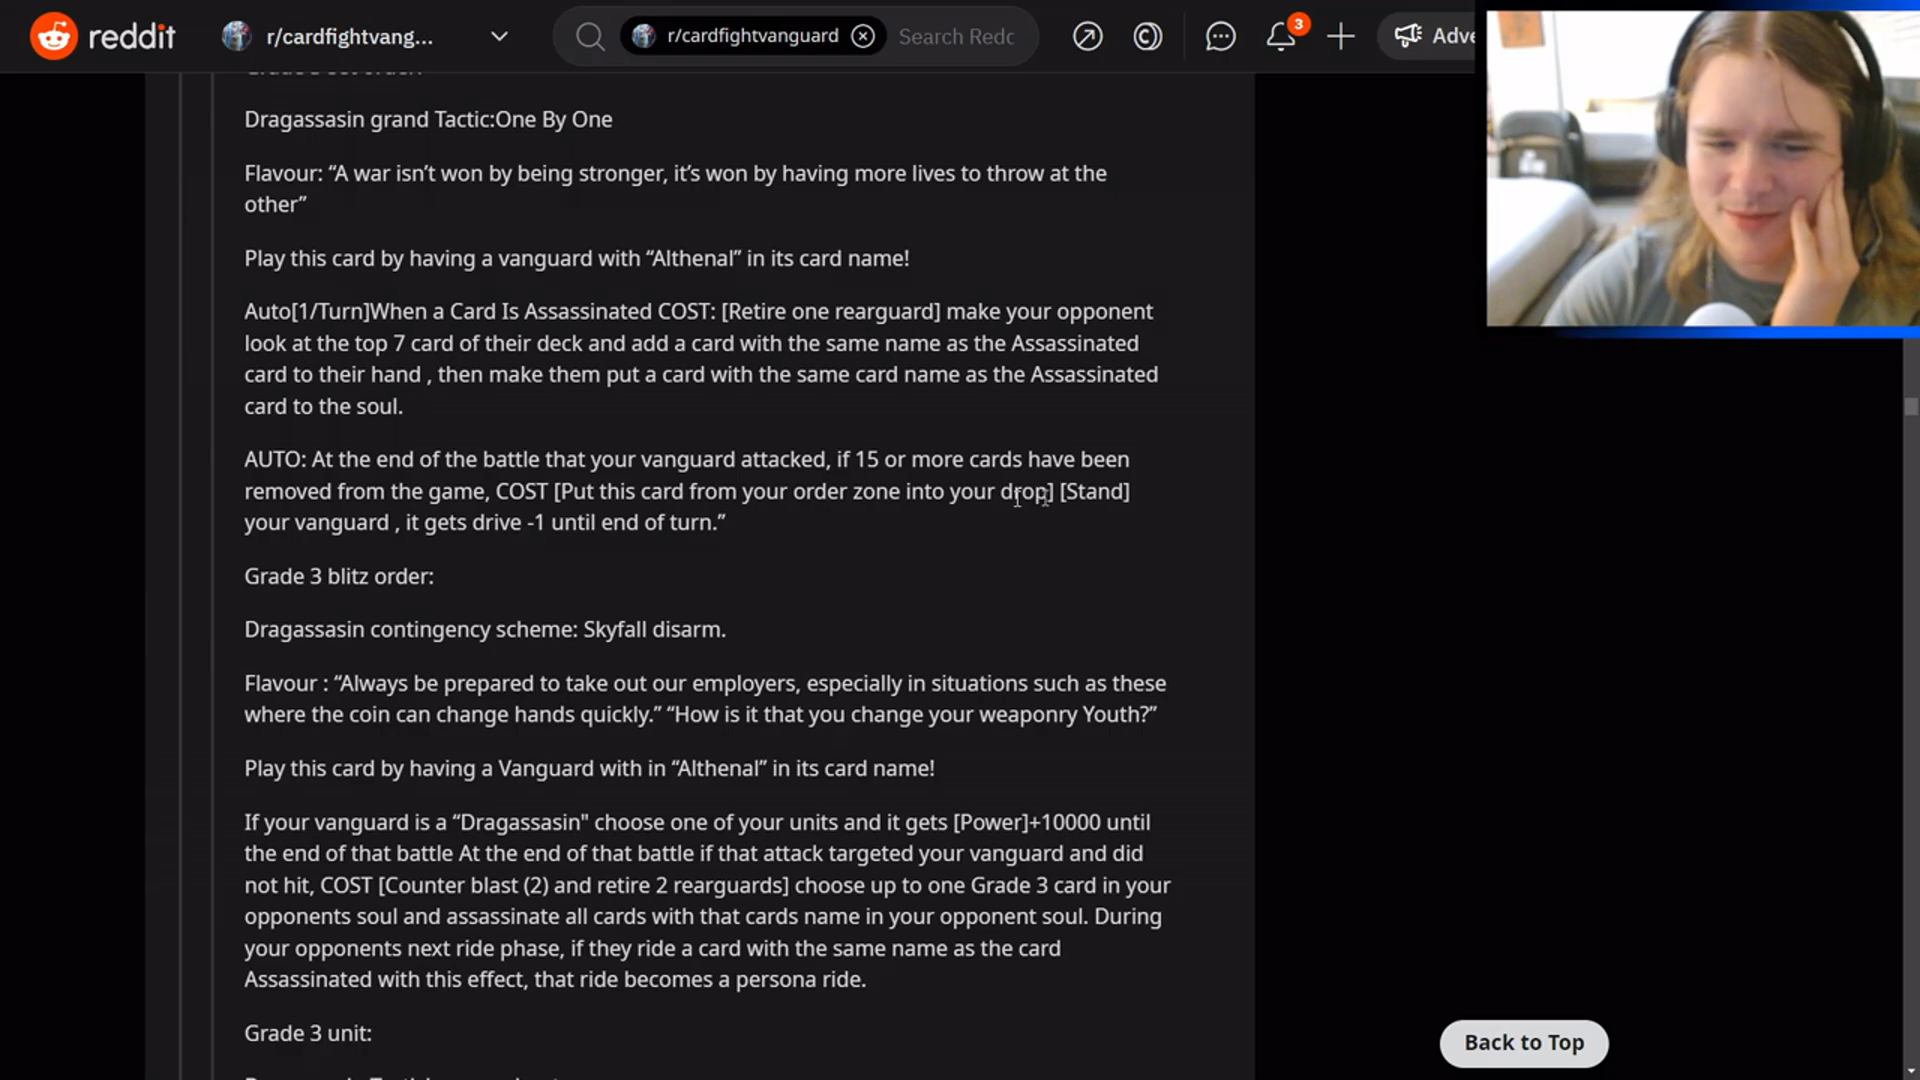 reddit
r/cardfightvang...
r/cardfightvanguard
Search Redc
3
Adve
Dragassasin grand Tactic:One By One
Flavour: “A war isn’t won by being stronger, it’s won by having more lives to throw at the
other”
Play this card by having a vanguard with “Althenal” in its card name!
Auto[1/Turn]When a Card Is Assassinated COST: [Retire one rearguard] make your opponent
look at the top 7 card of their deck and add a card with the same name as the Assassinated
card to their hand , then make them put a card with the same card name as the Assassinated
card to the soul.
AUTO: At the end of the battle that your vanguard attacked, if 15 or more cards have been
removed from the game, COST [Put this card from your order zone into your drop] [Stand]
your vanguard , it gets drive -1 until end of turn.”
Grade 3 blitz order:
Dragassasin contingency scheme: Skyfall disarm.
Flavour : “Always be prepared to take out our employers, especially in situations such as these
where the coin can change hands quickly.” “How is it that you change your weaponry Youth?”
Play this card by having a Vanguard with in “Althenal” in its card name!
If your vanguard is a “Dragassasin" choose one of your units and it gets [Power]+10000 until
the end of that battle At the end of that battle if that attack targeted your vanguard and did
not hit, COST [Counter blast (2) and retire 2 rearguards] choose up to one Grade 3 card in your
opponents soul and assassinate all cards with that cards name in your opponent soul. During
your opponents next ride phase, if they ride a card with the same name as the card
Assassinated with this effect, that ride becomes a persona ride.
Grade 3 unit:
Back to Top